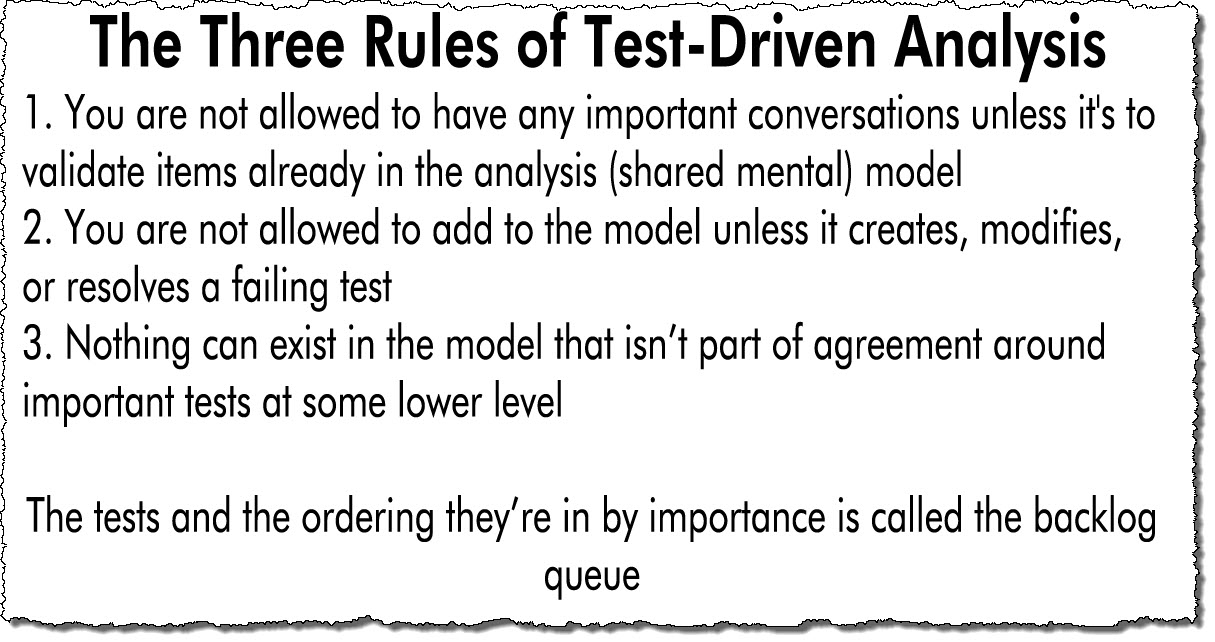 The Three Rules of Test-Driven Analysis
1. You are not allowed to have any important conversations unless it's to
validate items already in the analysis (shared mental) model
2. You are not allowed to add to the model unless it creates, modifies,
or resolves a failing test
3. Nothing can exist in the model that isn’t part of agreement around
important tests at some lower level
The tests and the ordering they’re in by importance is called the backlog
queue